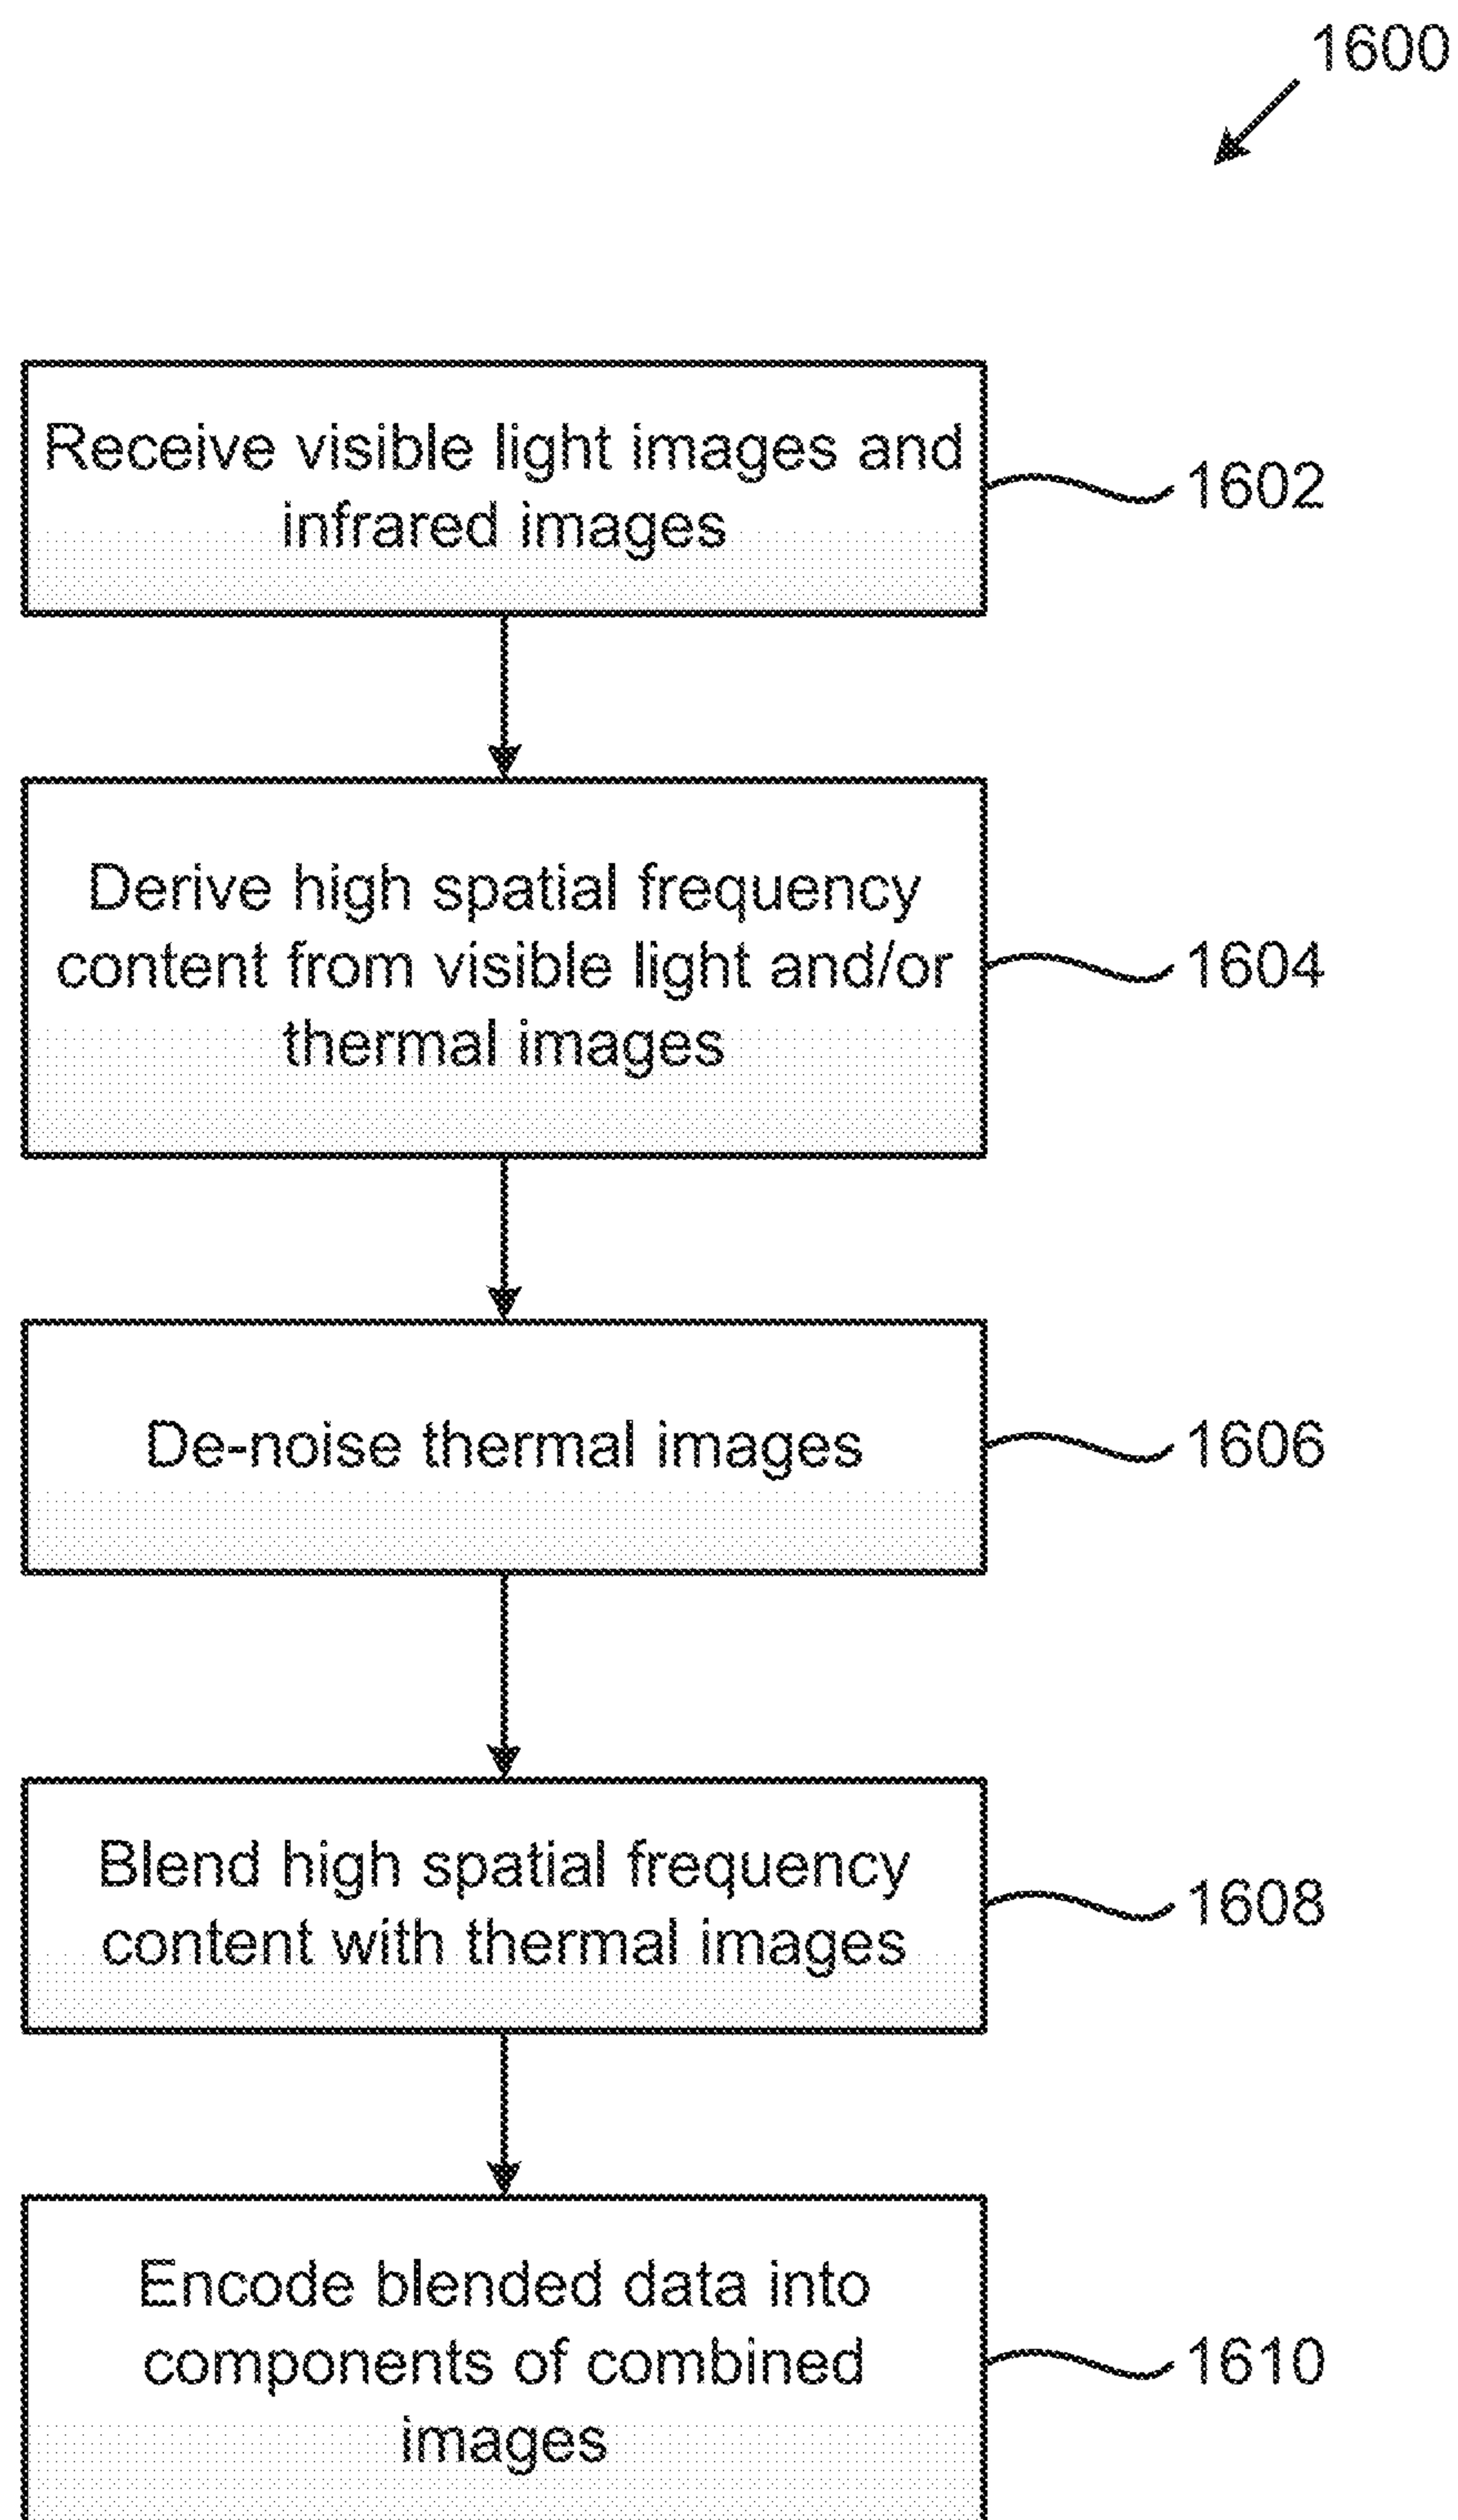 1600
Receive visible light images and
infrared images
1602
Derive high spatial frequency
content from visible light and/or
thermal images
1604
De-noise thermal images
1606
Blend high spatial frequency
content with thermal images
1608
Encode blended data into
components of combined
images
1610